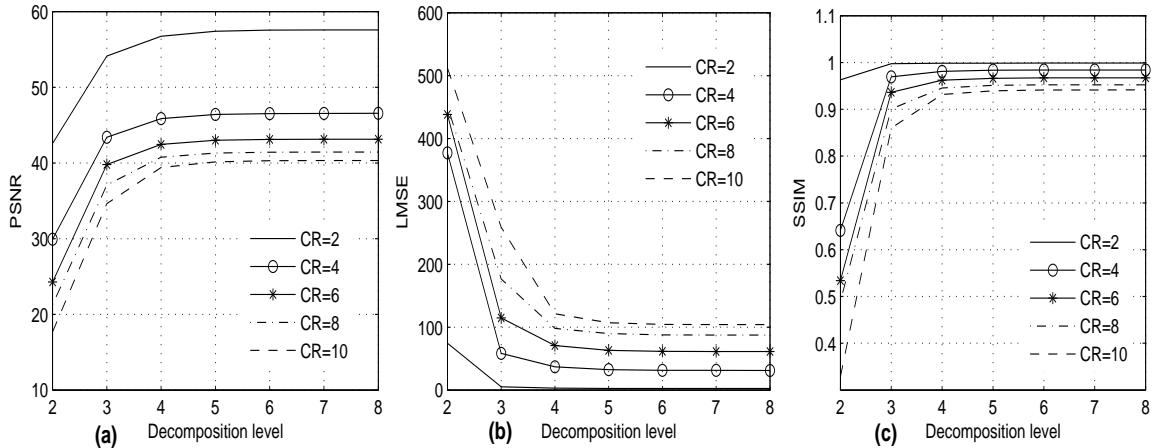 60
50
40
30
20
10
PSNR
2 3 4 5 6 7 8
(a) Decomposition level
CR=2
CR=4
CR=6
CR=8
CR=10
600
500
400
300
200
100
0
LMSE
2 3 4 5 6 7 8
(b) Decomposition level
CR=2
CR=4
CR=6
CR=8
CR=10
1.1
1
0.9
0.8
0.7
0.6
0.5
0.4
SSIM
2 3 4 5 6 7 8
(c) Decomposition level
CR=2
CR=4
CR=6
CR=8
CR=10